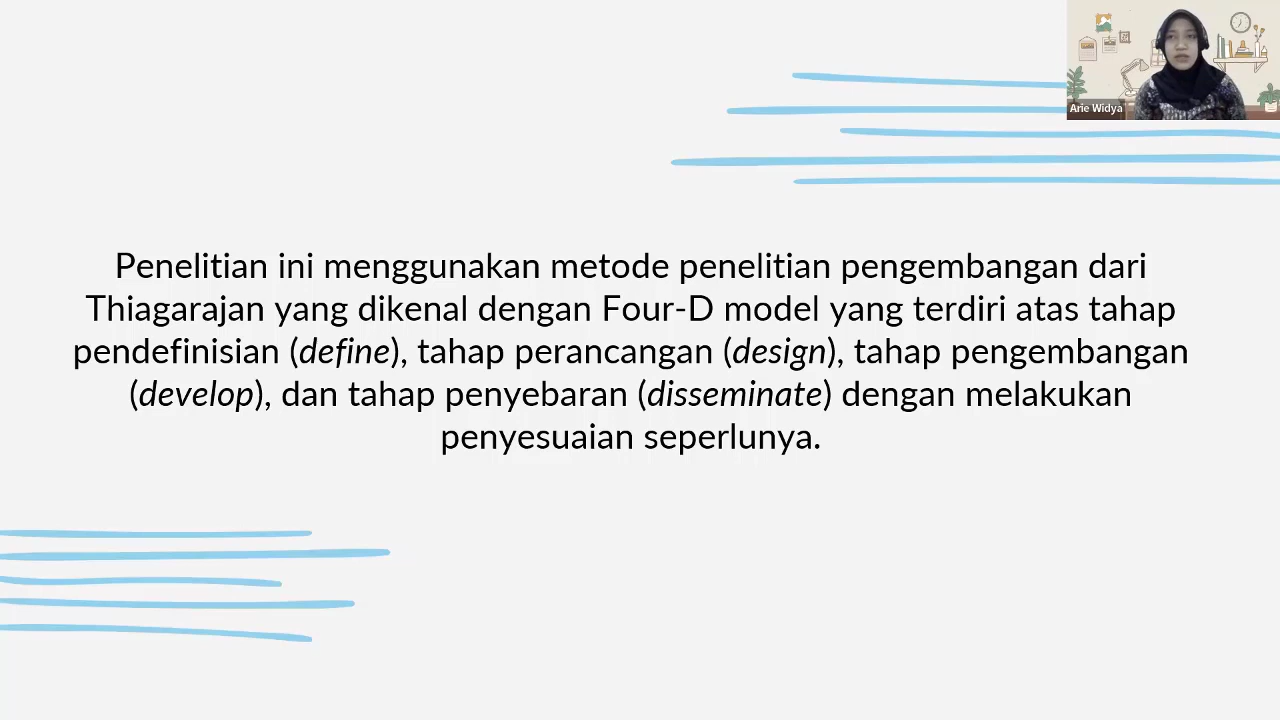 Arie Widya
Penelitian ini menggunakan metode penelitian pengembangan dari
Thiagarajan yang dikenal dengan Four-D model yang terdiri atas tahap
pendefinisian (define), tahap perancangan (design), tahap pengembangan
(develop), dan tahap penyebaran (disseminate) dengan melakukan
penyesuaian seperlunya.